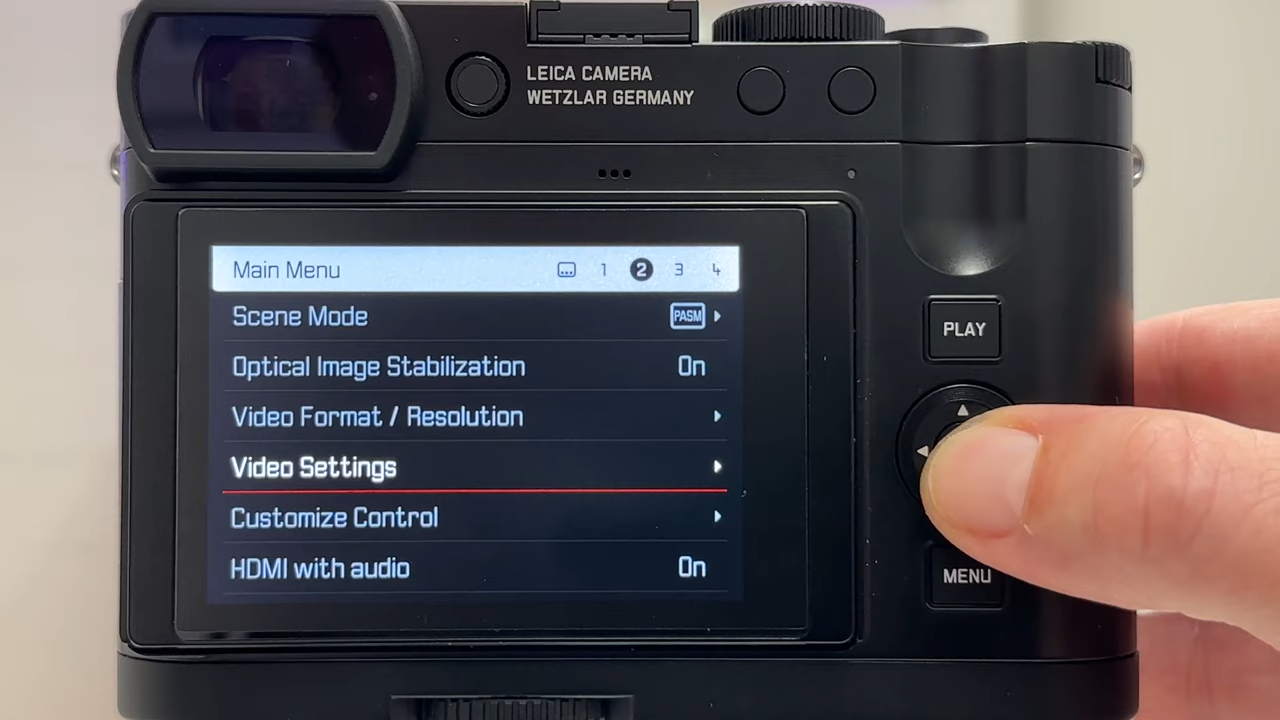 LEICA CAMERA
WETZLAR GERMANY
Main Menu 1 2 3 4
Scene Mode PASM
Optical Image Stabilization On
Video Format / Resolution
Video Settings
Customize Control
HDMI with audio On
PLAY
MENU